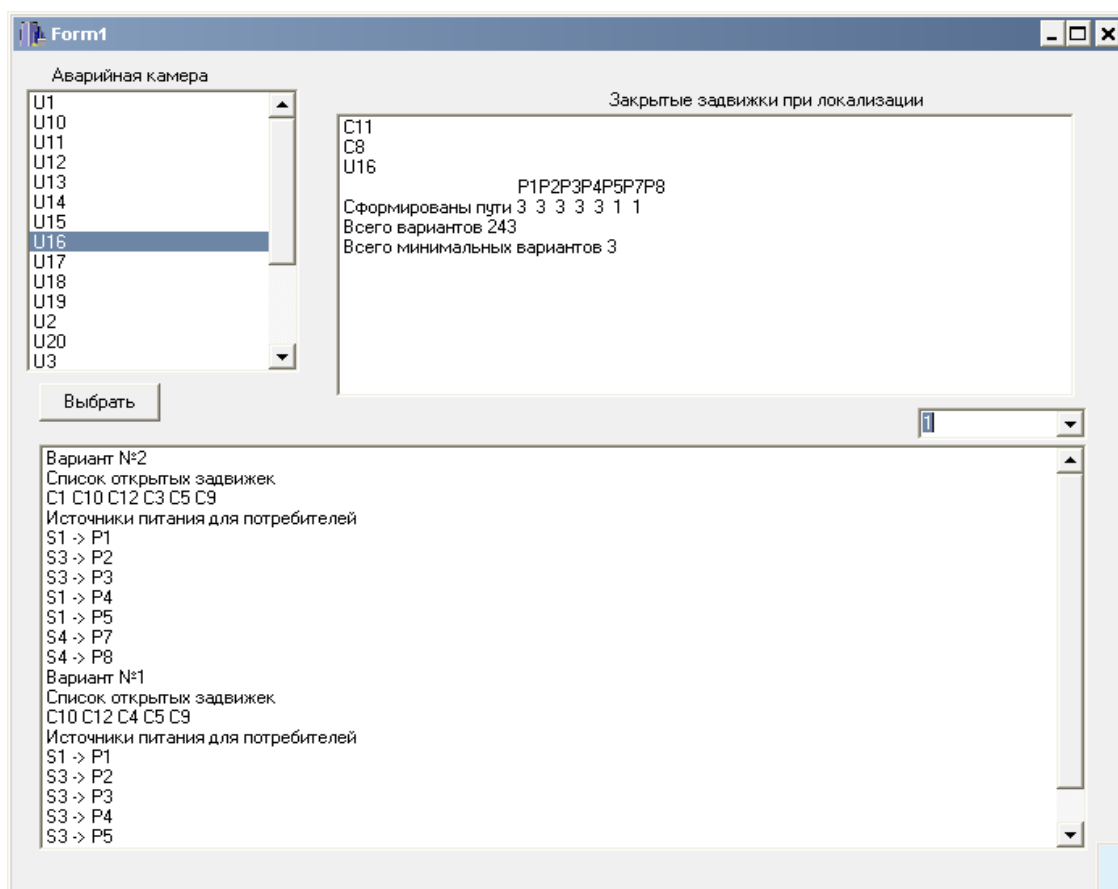 Form1
Аварийная камера
U1
U10
U11
U12
U13
U14
U15
U16
U17
U18
U19
U2
U20
U3
Выбрать
Закрытые задвижки при локализации
C11
C8
U16
P1P2P3P4P5P7P8
Сформированы пути 3 3 3 3 3 1 1
Всего вариантов 243
Всего минимальных вариантов 3
1
Вариант №2
Список открытых задвижек
C1 C10 C12 C3 C5 C9
Источники питания для потребителей
S1 -> P1
S3 -> P2
S3 -> P3
S1 -> P4
S1 -> P5
S4 -> P7
S4 -> P8
Вариант №1
Список открытых задвижек
C10 C12 C4 C5 C9
Источники питания для потребителей
S1 -> P1
S3 -> P2
S3 -> P3
S3 -> P4
S3 -> P5